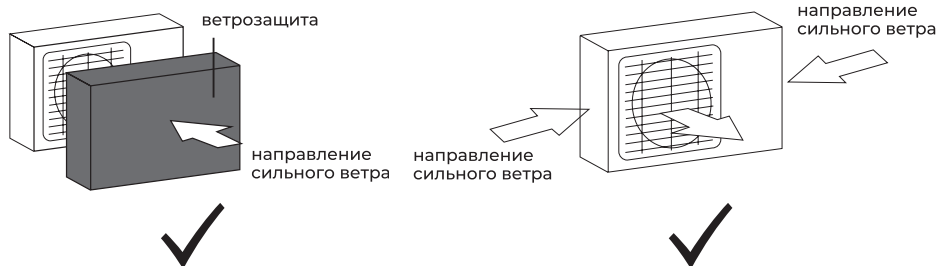 ветрозащита
направление
сильного ветра
направление
сильного ветра
направление
сильного ветра